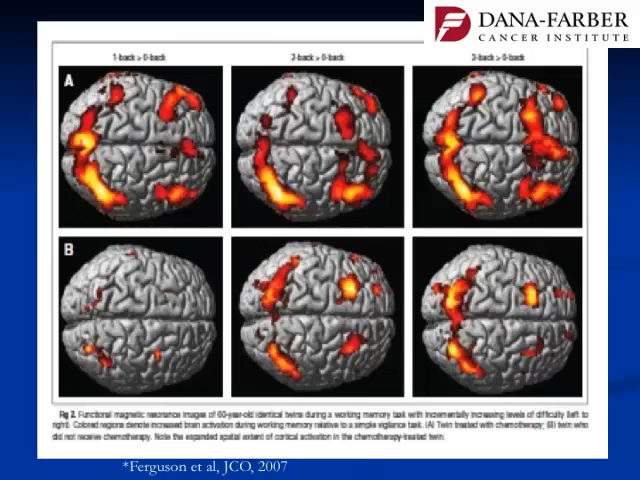 DANA-FARBER
CANCER INSTITUTE
1-back > 0-back
2-back > 0-back
3-back > 0-back
A
B
Fig 2. Functional magnetic resonance images of 60-year-old identical twins during a working memory task with incrementally increasing levels of difficulty (left to
right). Colored regions denote increased brain activation during working memory relative to a simple vigilance task. (A) Twin treated with chemotherapy; (B) twin who
did not receive chemotherapy. Note the expanded spatial extent of cortical activation in the chemotherapy-treated twin.
*Ferguson et al, JCO, 2007